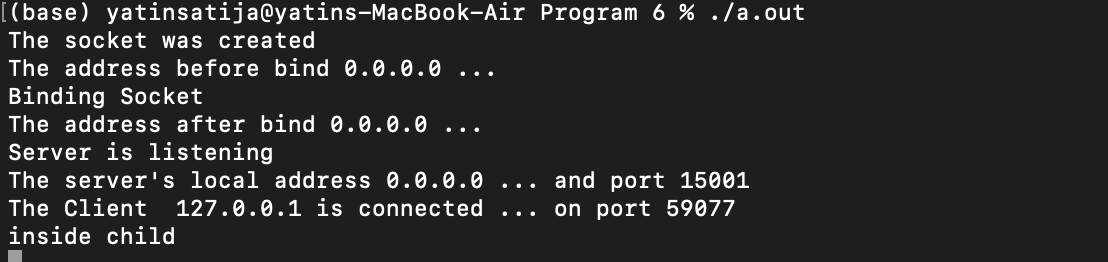 [(base) yatinsatija@yatins-MacBook-Air Program 6 % ./a.out
The socket was created
The address before bind 0.0.0.0 ...
Binding Socket
The address after bind 0.0.0.0 ...
Server is listening
The server's local address 0.0.0.0 ... and port 15001
The Client  127.0.0.1 is connected ... on port 59077
inside child